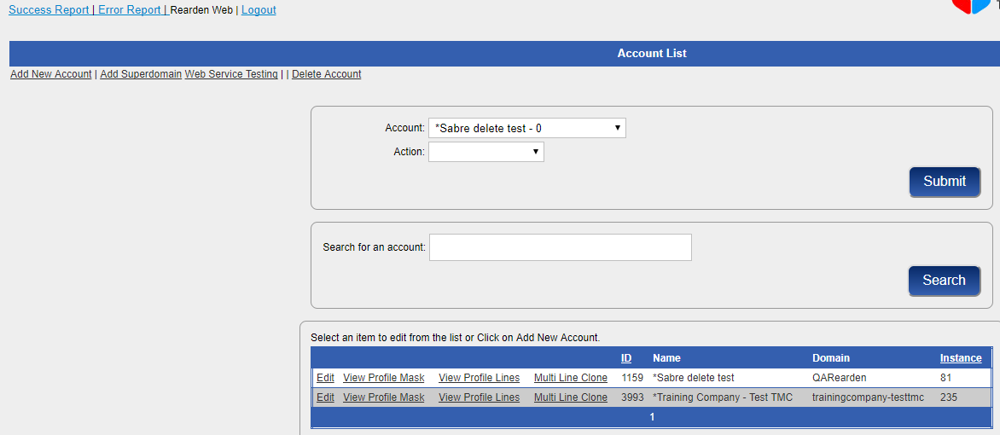 Success Report | Error Report | Rearden Web | Logout
Account List
Add New Account | Add Superdomain Web Service Testing | | Delete Account
Account: *Sabre delete test - 0
Action:
Submit
Search for an account:
Search
Select an item to edit from the list or Click on Add New Account.
ID Name Domain Instance
Edit View Profile Mask View Profile Lines Multi Line Clone 1159 *Sabre delete test QARearden 81
Edit View Profile Mask View Profile Lines Multi Line Clone 3993 *Training Company - Test TMC trainingcompany-testtmc 235
1